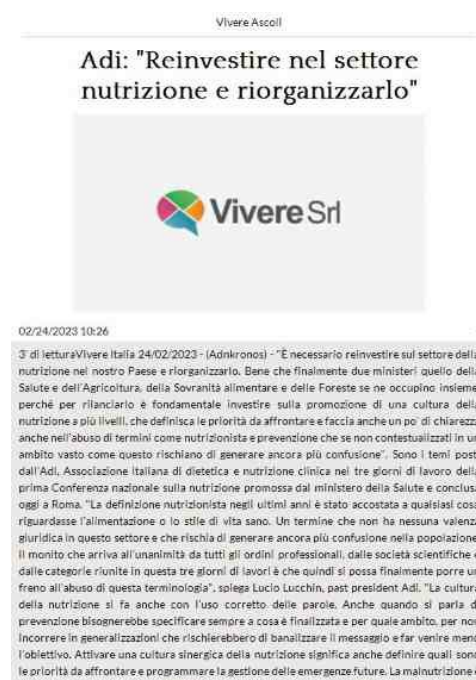 Vivere Ascoli
Adi: "Reinvestire nel settore
nutrizione e riorganizzarlo"
Vivere Srl
02/24/2023 10:26
3' di letturaVivere Italia 24/02/2023 - (Adnkronos) - "È necessario reinvestire sul settore della
nutrizione nel nostro Paese e riorganizzarlo. Bene che finalmente due ministeri quello della
Salute e dell'Agricoltura, della Sovranità alimentare e delle Foreste se ne occupino insieme
perché per rilanciarlo è fondamentale investire sulla promozione di una cultura della
nutrizione a più livelli, che definisca le priorità da affrontare e faccia anche un po' di chiarezza
anche nell'abuso di termini come nutrizionista e prevenzione che se non contestualizzati in un
ambito vasto come questo rischiano di generare ancora più confusione". Sono i temi posti
dall'Adi, Associazione italiana di dietetica e nutrizione clinica nel tre giorni di lavoro della
prima Conferenza nazionale sulla nutrizione promossa dal ministero della Salute e conclusa
oggi a Roma. "La definizione nutrizionista negli ultimi anni è stato accostata a qualsiasi cosa
riguardasse l'alimentazione o lo stile di vita sano. Un termine che non ha nessuna valenza
giuridica in questo settore e che rischia di generare ancora più confusione nella popolazione.
Il monito che arriva all'unanimità da tutti gli ordini professionali, dalle società scientifiche e
dalle categorie riunite in questa tre giorni di lavori è che quindi si possa finalmente porre un
freno all'abuso di questa terminologia", spiega Lucio Lucchin, past president Adi. "La cultura
della nutrizione si fa anche con l'uso corretto delle parole. Anche quando si parla di
prevenzione bisognerebbe specificare sempre a cosa è finalizzata e per quale ambito, per non
incorrere in generalizzazioni che rischierebbero di banalizzare il messaggio e far venire meno
l'obiettivo. Attivare una cultura sinergica della nutrizione significa anche definire quali sono
le priorità da affrontare e programmare la gestione delle emergenze future. La malnutrizione e